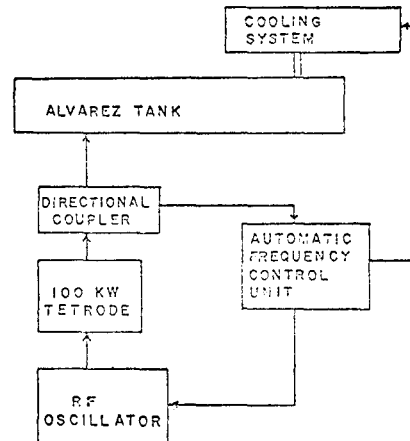 COOLING
SYSTEM
ALVAREZ TANK
DIRECTIONAL
COUPLER
AUTOMATIC
FREQUENCY
CONTROL
UNIT
100 KW
TETRODE
RF
OSCILLATOR